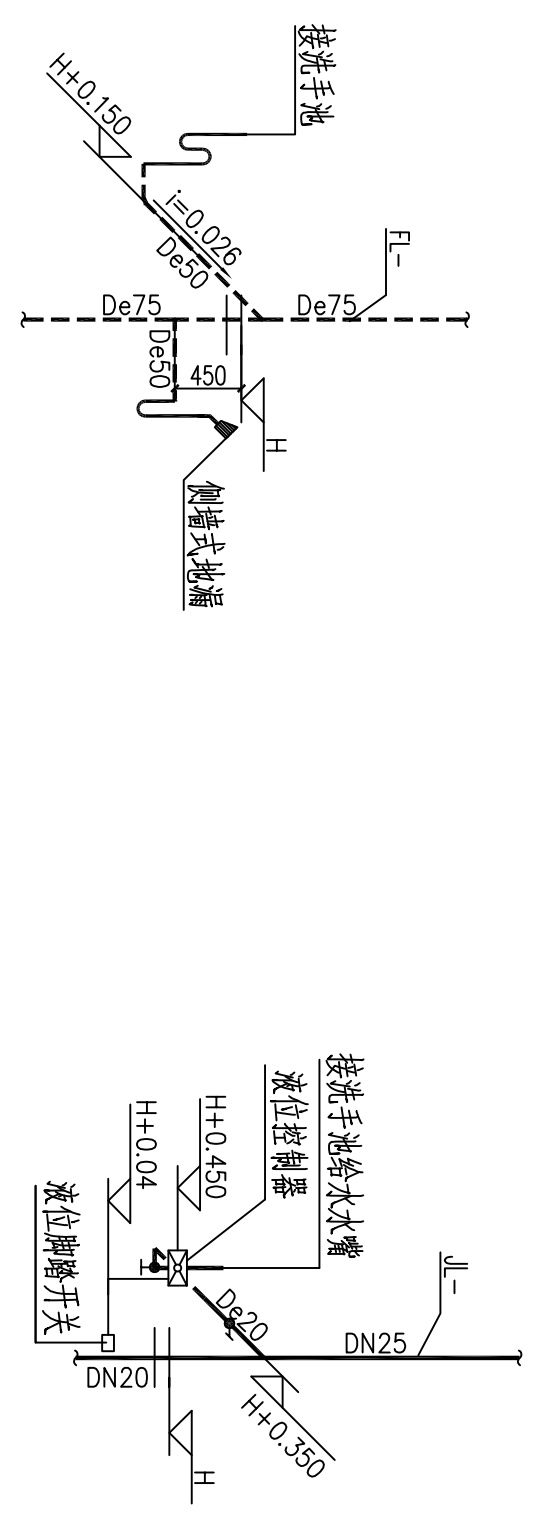 接洗手池
H+0.150
i=0.026
De50
FL-
De75
De75
De50
450
H
侧墙式地漏
接洗手池给水水嘴
液位控制器
H+0.450
H+0.04
液位脚踏开关
JL-
De20
DN25
DN20
H+0.350
H